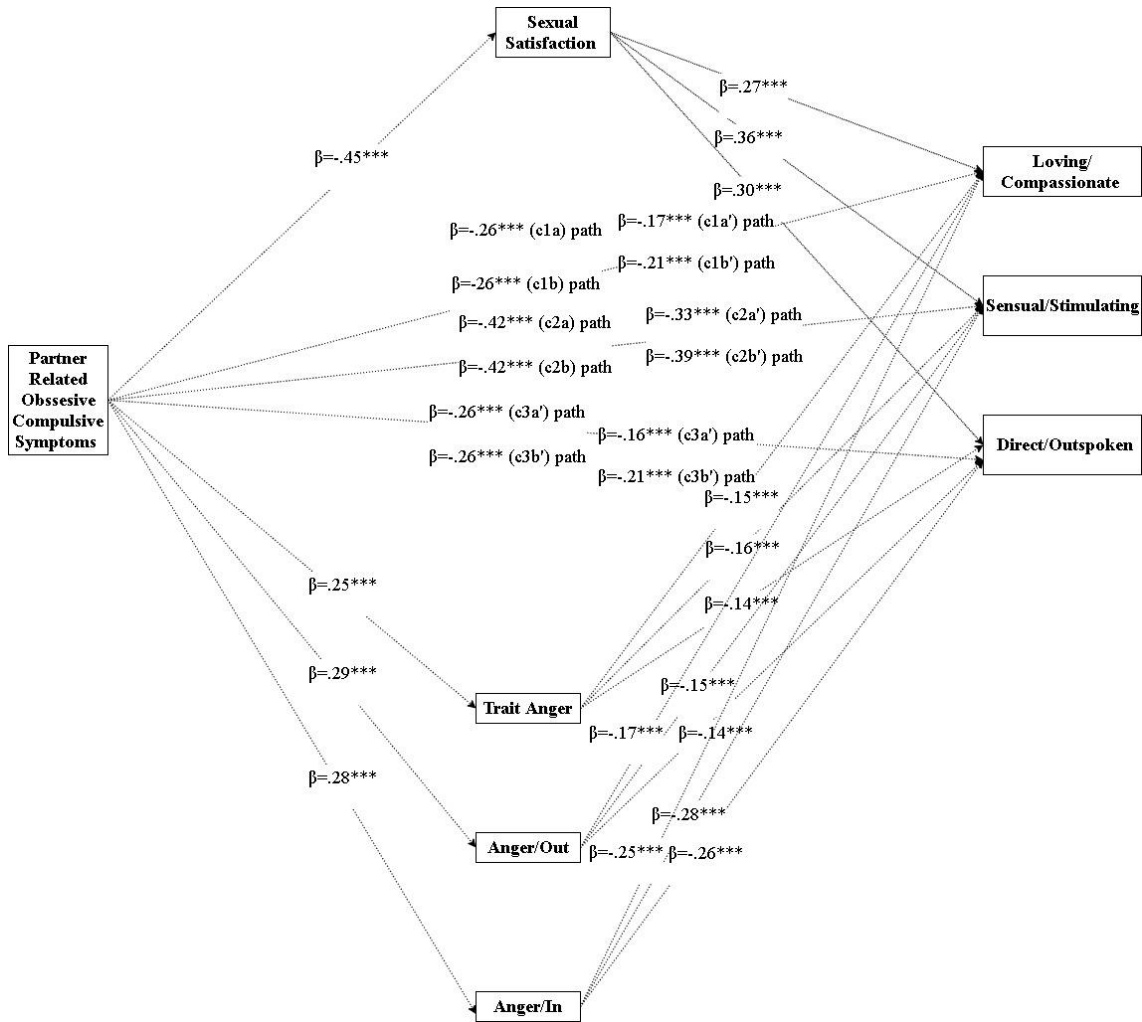 Sexual
Satisfaction
β=.27***
β=.36***
β=-.45***
Loving/
Compassionate
β=.30***
β=-.26*** (c1a) path
β=-.17*** (c1a') path
β=-.21*** (c1b') path
β=-26*** (c1b) path
Sensual/Stimulating
β=-.42*** (c2a) path
β=-.33*** (c2a') path
β=-.42*** (c2b) path
β=-.39*** (c2b') path
Partner
Related
Obssesive
Compulsive
Symptoms
β=-.26*** (c3a') path
β=-.16*** (c3a') path
Direct/Outspoken
β=-.26*** (c3b') path
β=-.21*** (c3b') path
β=-.15***
β=-.16***
β=.25***
β=-.14***
β=.29***
β=-.15***
Trait Anger
β=-.17***
β=-.14***
β=.28***
β=-.28***
Anger/Out
β=-.25***
β=-.26***
Anger/In